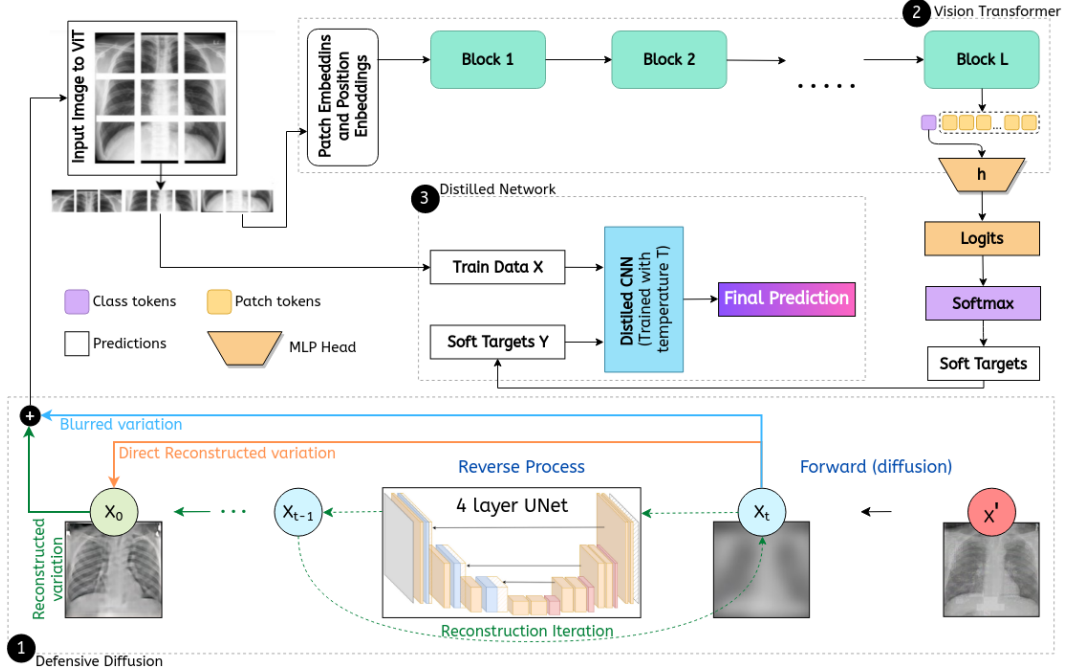 2
Vision Transformer
Input Image to ViT
Patch Embeddins
and Position
Enbeddings
Block 1
Block 2
.....
Block L
...
h
3
Distilled Network
Logits
Train Data X
Distilled CNN
(Trained with
temperature T)
Final Prediction
Softmax
Class tokens
Patch tokens
Soft Targets Y
Predictions
MLP Head
Soft Targets
+
Blurred variation
Direct Reconstructed variation
Reverse Process
Forward (diffusion)
4 layer UNet
X₀
...
Xₜ₋₁
Xₜ
X'
Reconstructed
variation
Reconstruction Iteration
1
Defensive Diffusion